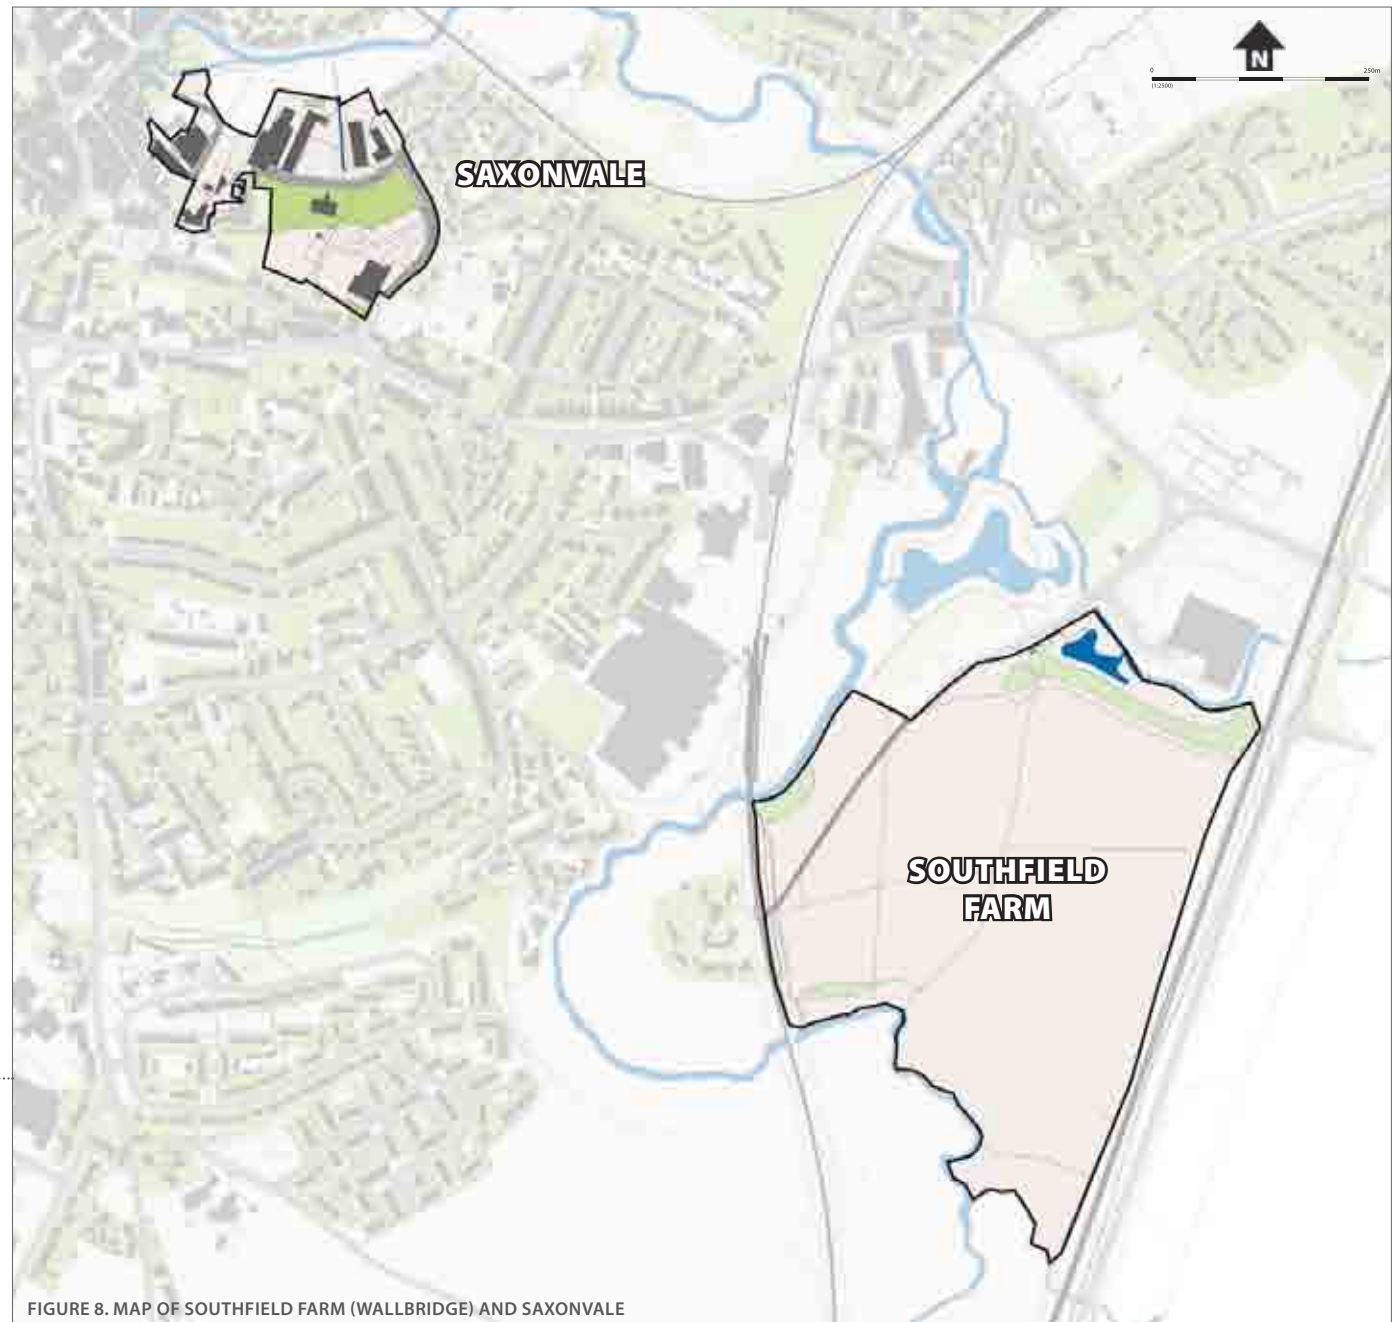 N
0
250m
(1:2500)
SAXONVALE
SOUTHFIELD
FARM
FIGURE 8. MAP OF SOUTHFIELD FARM (WALLBRIDGE) AND SAXONVALE